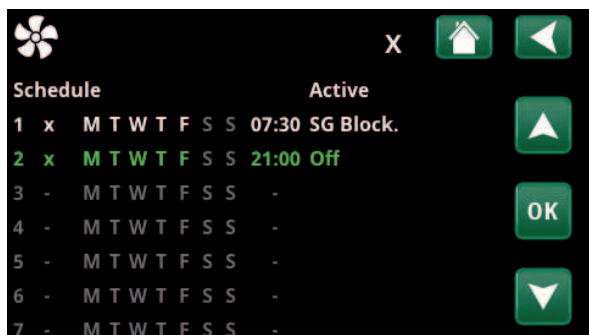 X
Schedule Active
1 x M T W T F S S 07:30 SG Block.
2 x M T W T F S S 21:00 Off
3 - M T W T F S S -
OK
4 - M T W T F S S -
5 - M T W T F S S -
6 - M T W T F S S -
7 - M T W T F S S